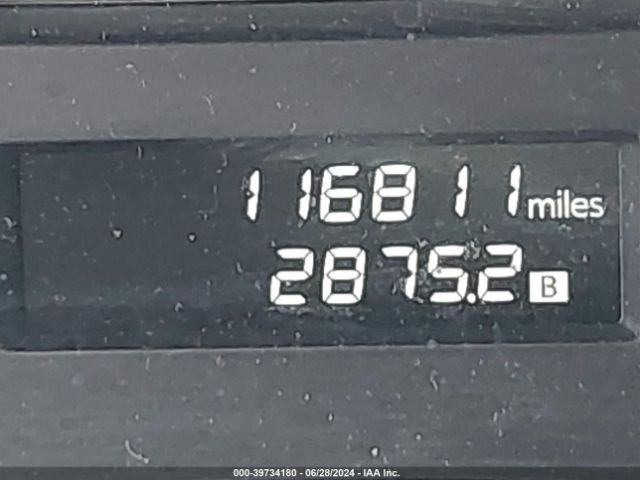 116811 miles
2875.2 B
000-39734180 - 06/28/2024 - IAA Inc.